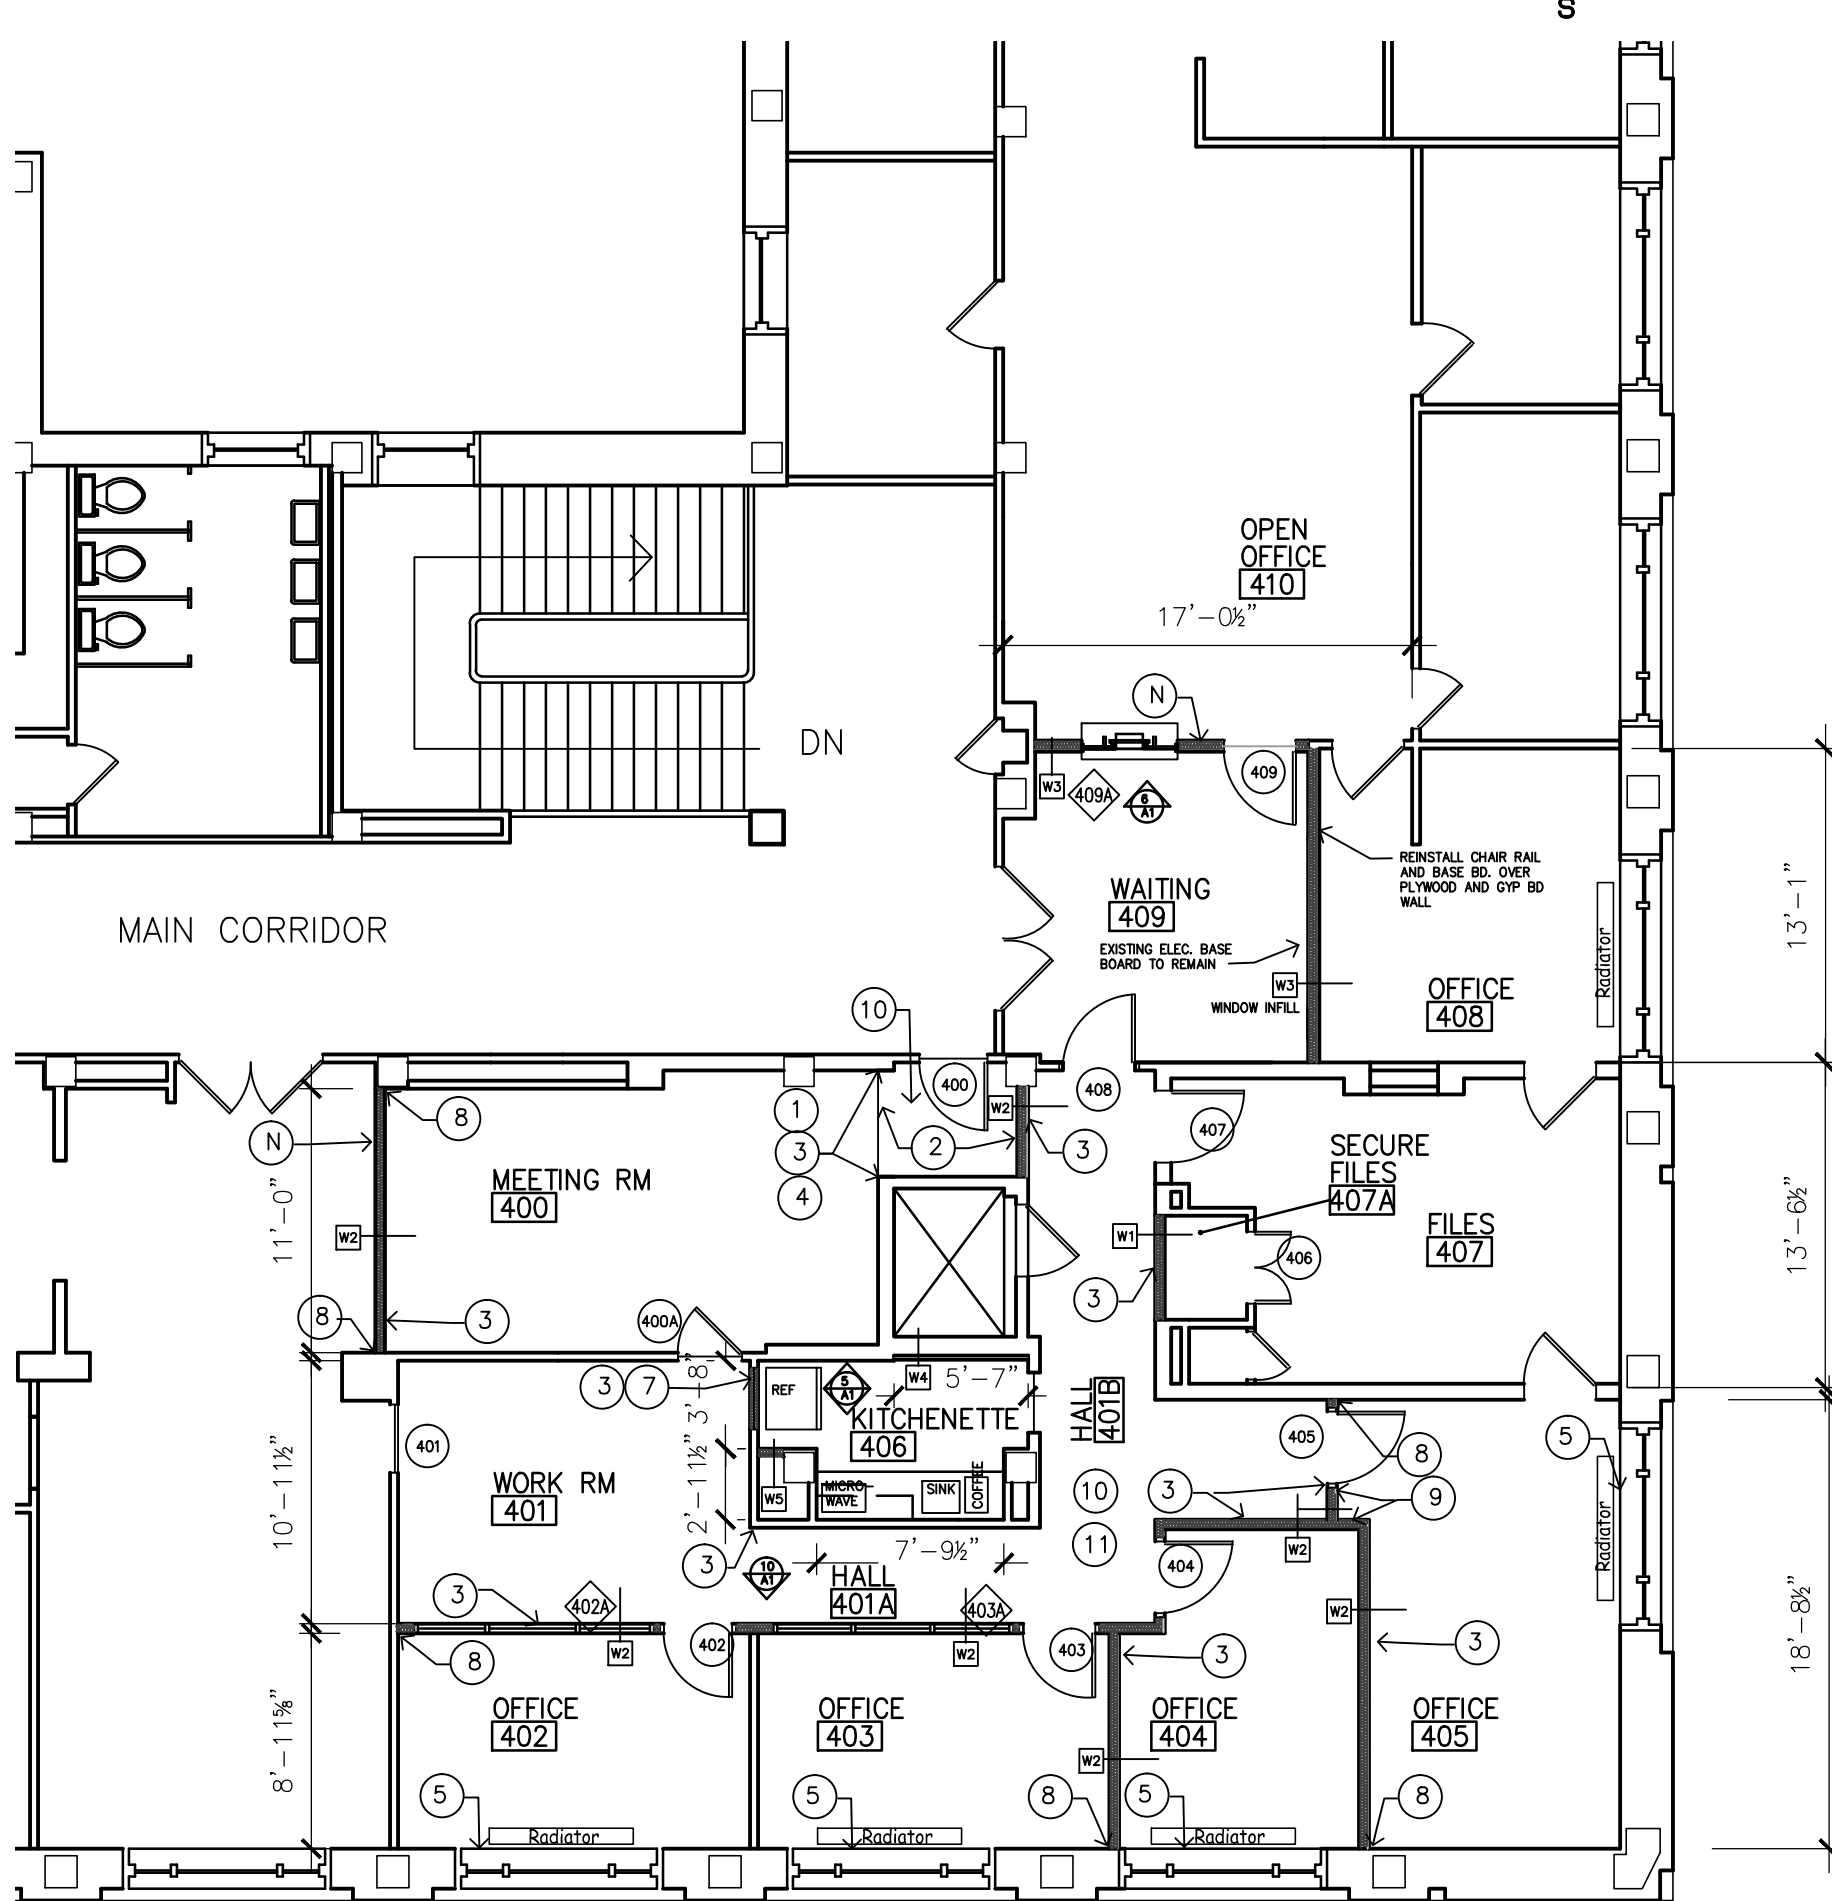 S
OPEN
OFFICE
410
17'-0½"
N
DN
409
W3
409A
6
A1
REINSTALL CHAIR RAIL
AND BASE BD. OVER
PLYWOOD AND GYP BD
WALL
WAITING
409
13'-1"
MAIN CORRIDOR
EXISTING ELEC. BASE
BOARD TO REMAIN
Radiator
W3
OFFICE
408
WINDOW INFILL
10
400
408
1
W2
8
407
N
2
3
3
SECURE
FILES
407A
MEETING RM
400
4
11'-0"
FILES
407
W2
W1
406
13'-6½"
3
8
3
400A
3
7
3'-8"
REF
5
A1
W4
5'-7"
KITCHENETTE
406
HALL
401B
401
405
8
5
10'-11½"
WORK RM
401
2'-11½"
W5
MICRO-
WAVE
SINK
COFFEE
10
3
9
Radiator
11
W2
3
7'-9½"
10
A1
HALL
401A
404
3
402A
403A
W2
18'-8½"
402
403
8
W2
W2
3
3
OFFICE
402
OFFICE
403
OFFICE
404
OFFICE
405
8'-11⅝"
W2
5
5
8
5
8
Radiator
Radiator
Radiator